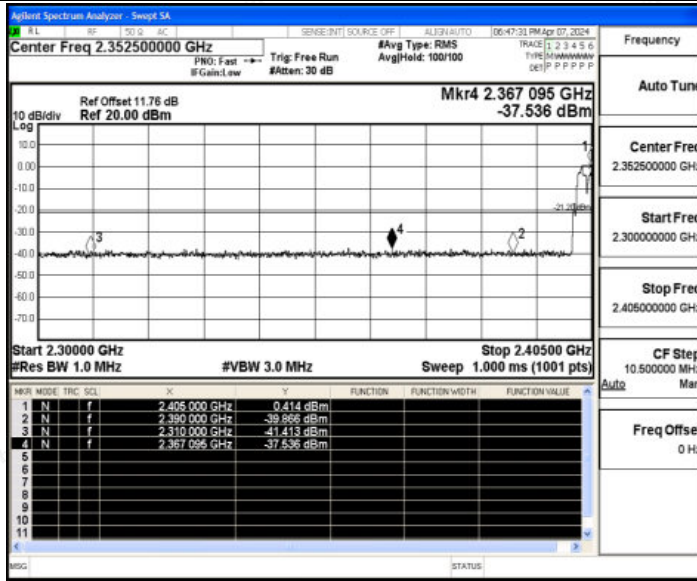 Agilent Spectrum Analyzer - Swept SA
RL RF 50 Ω AC SENSE:INT SOURCE OFF ALIGN AUTO 06:47:31 PM Apr 07, 2024
Center Freq 2.352500000 GHz
PNO: Fast
IFGain:Low
Trig: Free Run
#Atten: 30 dB
#Avg Type: RMS
Avg|Hold: 100/100
TRACE 1 2 3 4 5 6
TYPE MWWWWW
DET P P P P P P
Ref Offset 11.76 dB
Ref 20.00 dBm
10 dB/div
Log
Mkr4 2.367 095 GHz
-37.536 dBm
10.0
0.00
-10.0
-20.0
-30.0
-40.0
-50.0
-60.0
-70.0
1
-21.20 dBm
3
4
2
Start 2.30000 GHz
Stop 2.40500 GHz
#Res BW 1.0 MHz
#VBW 3.0 MHz
Sweep 1.000 ms (1001 pts)
MKR MODE TRC SCL X Y FUNCTION FUNCTION WIDTH FUNCTION VALUE
1 N f 2.405 000 GHz 0.414 dBm
2 N f 2.390 000 GHz -39.866 dBm
3 N f 2.310 000 GHz -41.413 dBm
4 N f 2.367 095 GHz -37.536 dBm
5
6
7
8
9
10
11
MSG
STATUS
Frequency
Auto Tune
Center Freq
2.352500000 GHz
Start Freq
2.300000000 GHz
Stop Freq
2.405000000 GHz
CF Step
10.500000 MHz
Auto Man
Freq Offset
0 Hz